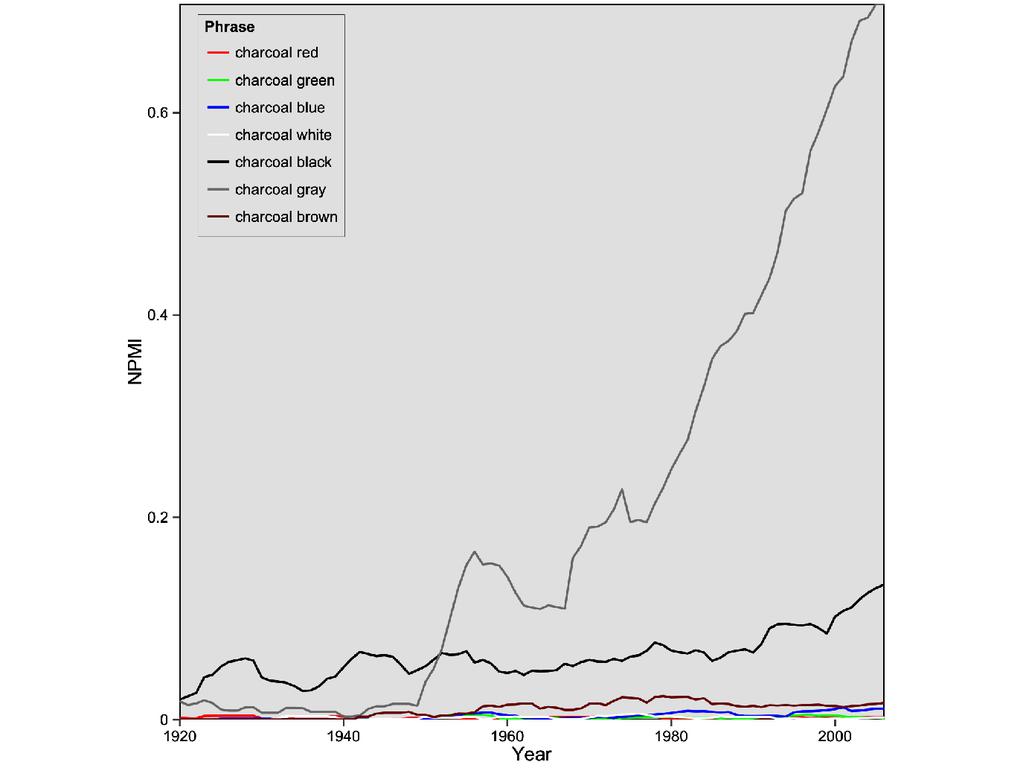 Phrase
charcoal red
charcoal green
charcoal blue
charcoal white
charcoal black
charcoal gray
charcoal brown
0.6
0.4
0.2
0
NPMI
1920 1940 1960 1980 2000
Year